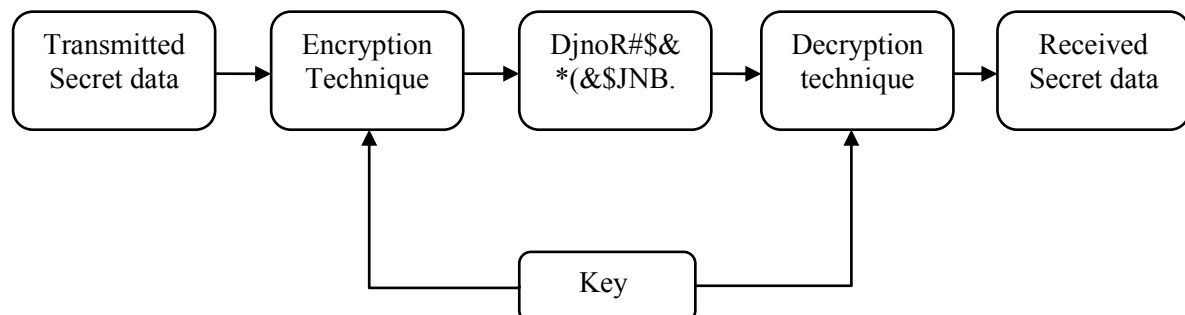 Transmitted
Secret data
Encryption
Technique
DjnoR#$&
*(&$JNB.
Decryption
technique
Received
Secret data
Key